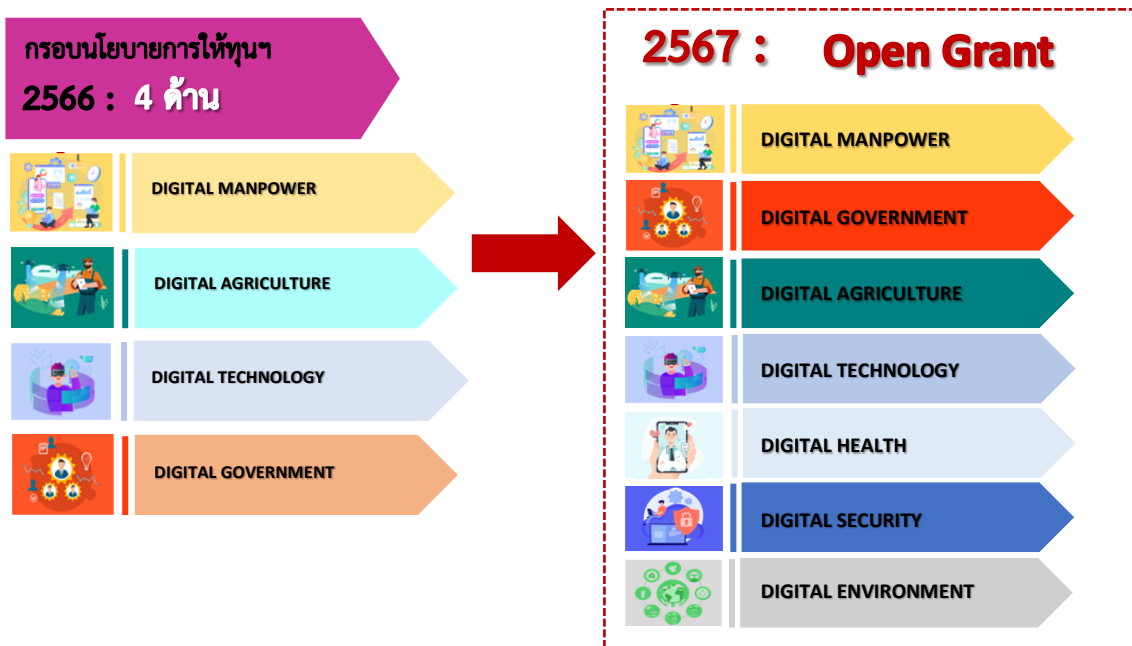 กรอบนโยบายการให้ทุนฯ
2566 : 4 ด้าน
DIGITAL MANPOWER
DIGITAL AGRICULTURE
DIGITAL TECHNOLOGY
DIGITAL GOVERNMENT
2567 : Open Grant
DIGITAL MANPOWER
DIGITAL GOVERNMENT
DIGITAL AGRICULTURE
DIGITAL TECHNOLOGY
DIGITAL HEALTH
DIGITAL SECURITY
DIGITAL ENVIRONMENT